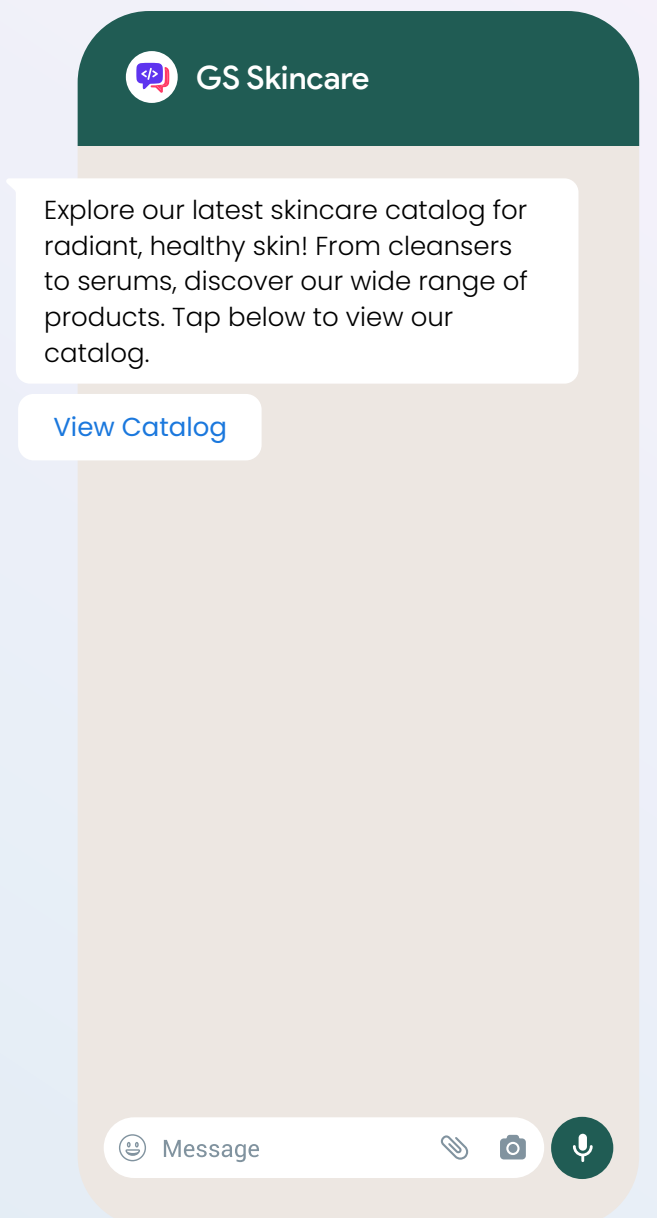 </>
GS Skincare
Explore our latest skincare catalog for
radiant, healthy skin! From cleansers
to serums, discover our wide range of
products. Tap below to view our
catalog.
View Catalog
Message